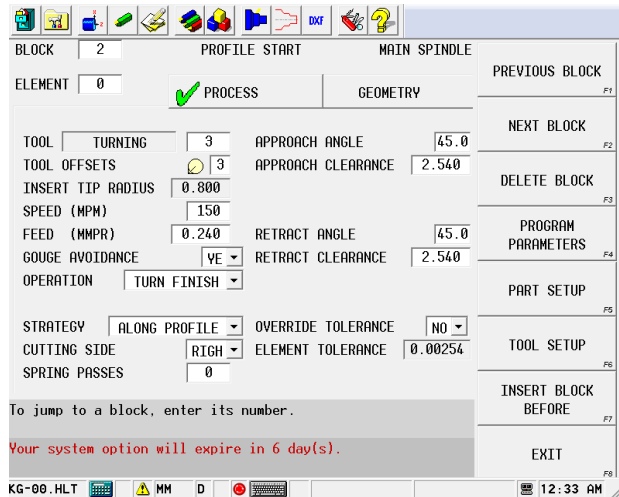 DXF
BLOCK 2 PROFILE START MAIN SPINDLE
ELEMENT 0
PROCESS GEOMETRY
TOOL TURNING 3 APPROACH ANGLE 45.0
TOOL OFFSETS 3 APPROACH CLEARANCE 2.540
INSERT TIP RADIUS 0.800
SPEED (MPM) 150
FEED (MMPR) 0.240 RETRACT ANGLE 45.0
GOUGE AVOIDANCE YE RETRACT CLEARANCE 2.540
OPERATION TURN FINISH
STRATEGY ALONG PROFILE OVERRIDE TOLERANCE NO
CUTTING SIDE RIGH ELEMENT TOLERANCE 0.00254
SPRING PASSES 0
To jump to a block, enter its number.
Your system option will expire in 6 day(s).
PREVIOUS BLOCK
F1
NEXT BLOCK
F2
DELETE BLOCK
F3
PROGRAM
PARAMETERS
F4
PART SETUP
F5
TOOL SETUP
F6
INSERT BLOCK
BEFORE
F7
EXIT
F8
KG-00.HLT MM D 12:33 AM